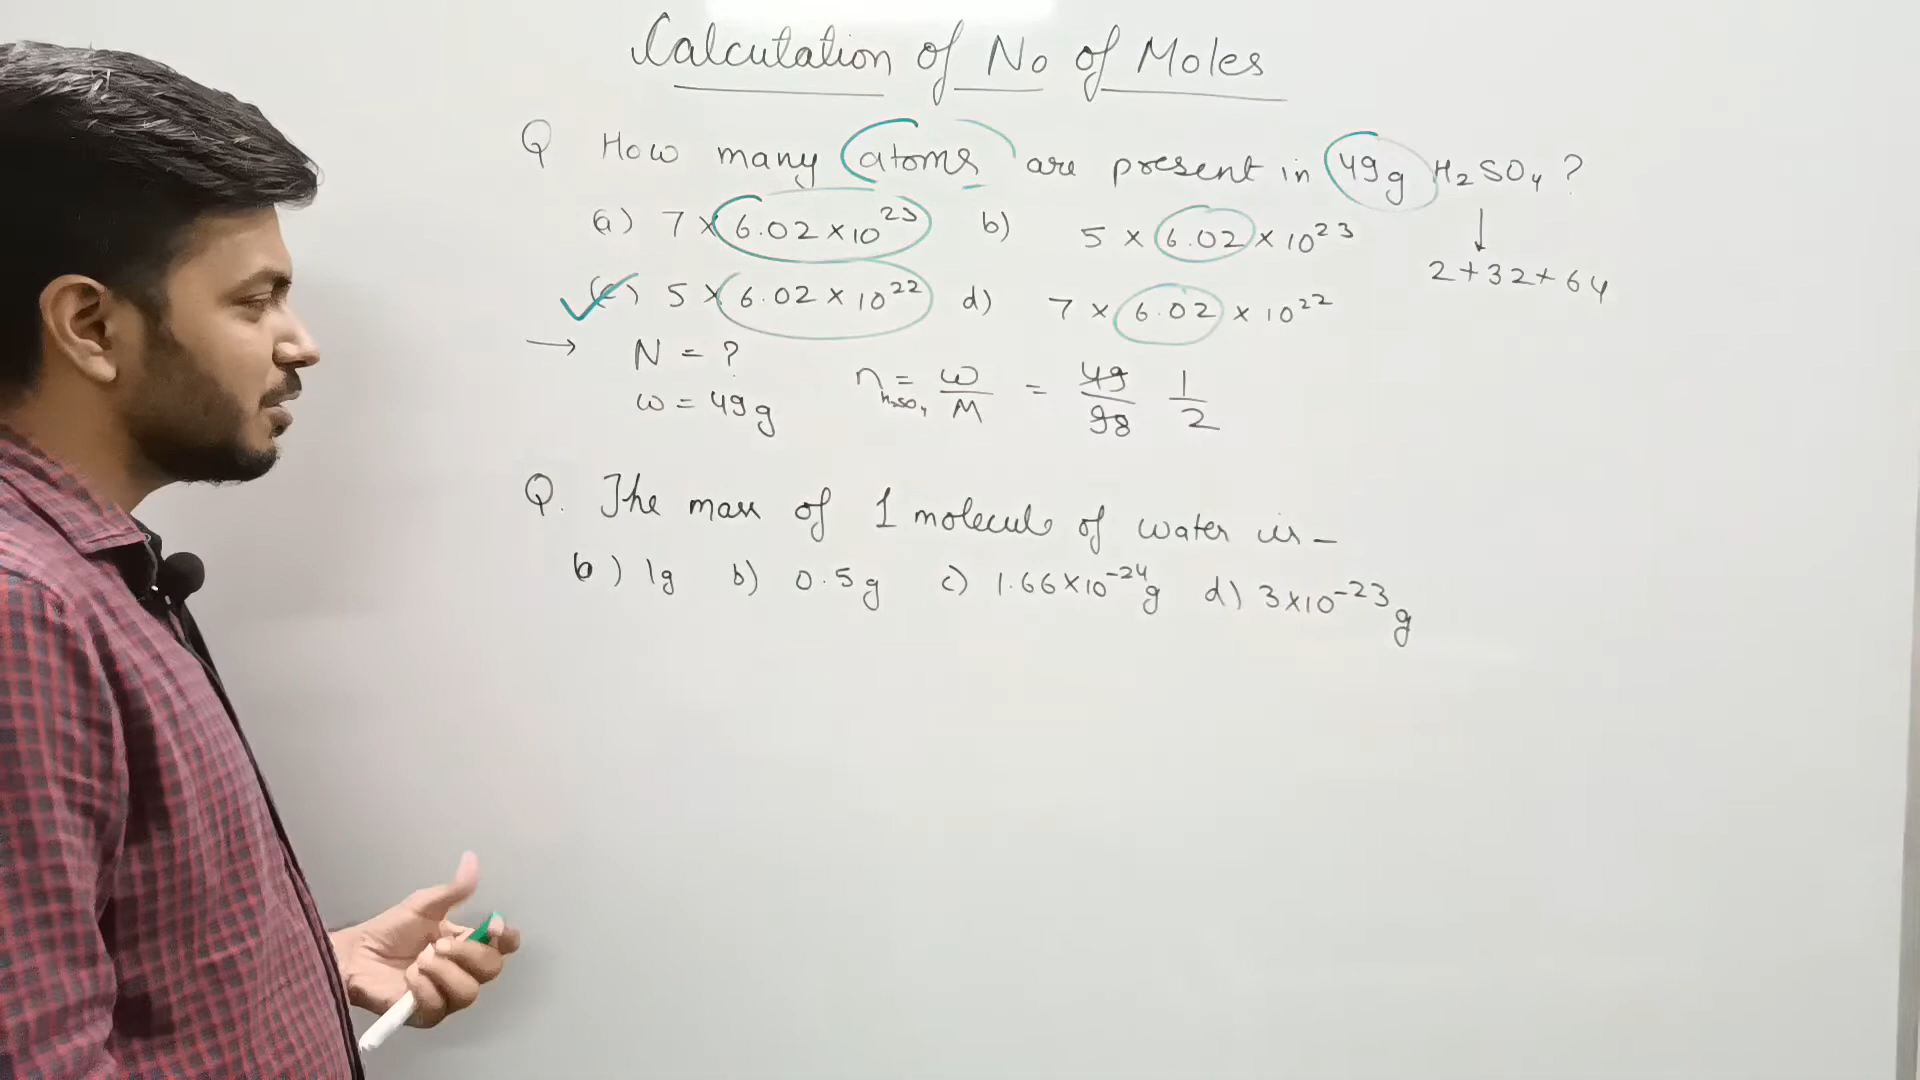 Calculation of No of Moles
Q How many atoms are present in 49g H₂SO₄ ?
(a) 7 × 6.02 × 10²³ b) 5 × 6.02 × 10²³
↓
2+32+64
(c) 5 × 6.02 × 10²² d) 7 × 6.02 × 10²²
→ N = ?
n H₂SO₄ = w/M = 49/98 1/2
w = 49g
Q. The mass of 1 molecule of water is –
b) 1g b) 0.5g c) 1.66×10⁻²⁴g d) 3×10⁻²³g